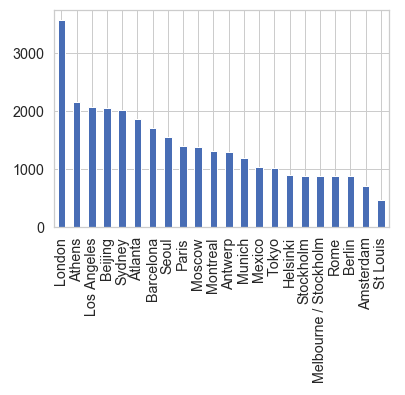 3000
2000
1000
0
London
Athens
Los Angeles
Beijing
Sydney
Atlanta
Barcelona
Seoul
Paris
Moscow
Montreal
Antwerp
Munich
Mexico
Tokyo
Helsinki
Stockholm
Melbourne / Stockholm
Rome
Berlin
Amsterdam
St Louis